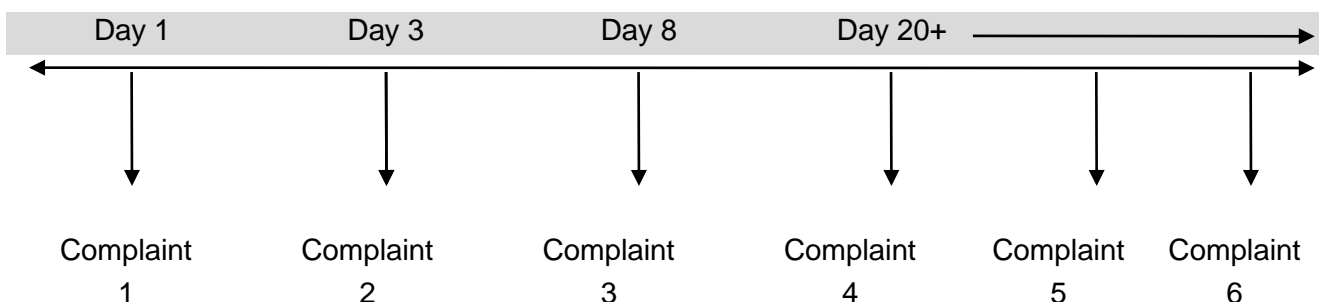 Day 1 Day 3 Day 8 Day 20+
Complaint Complaint Complaint Complaint Complaint Complaint
1 2 3 4 5 6